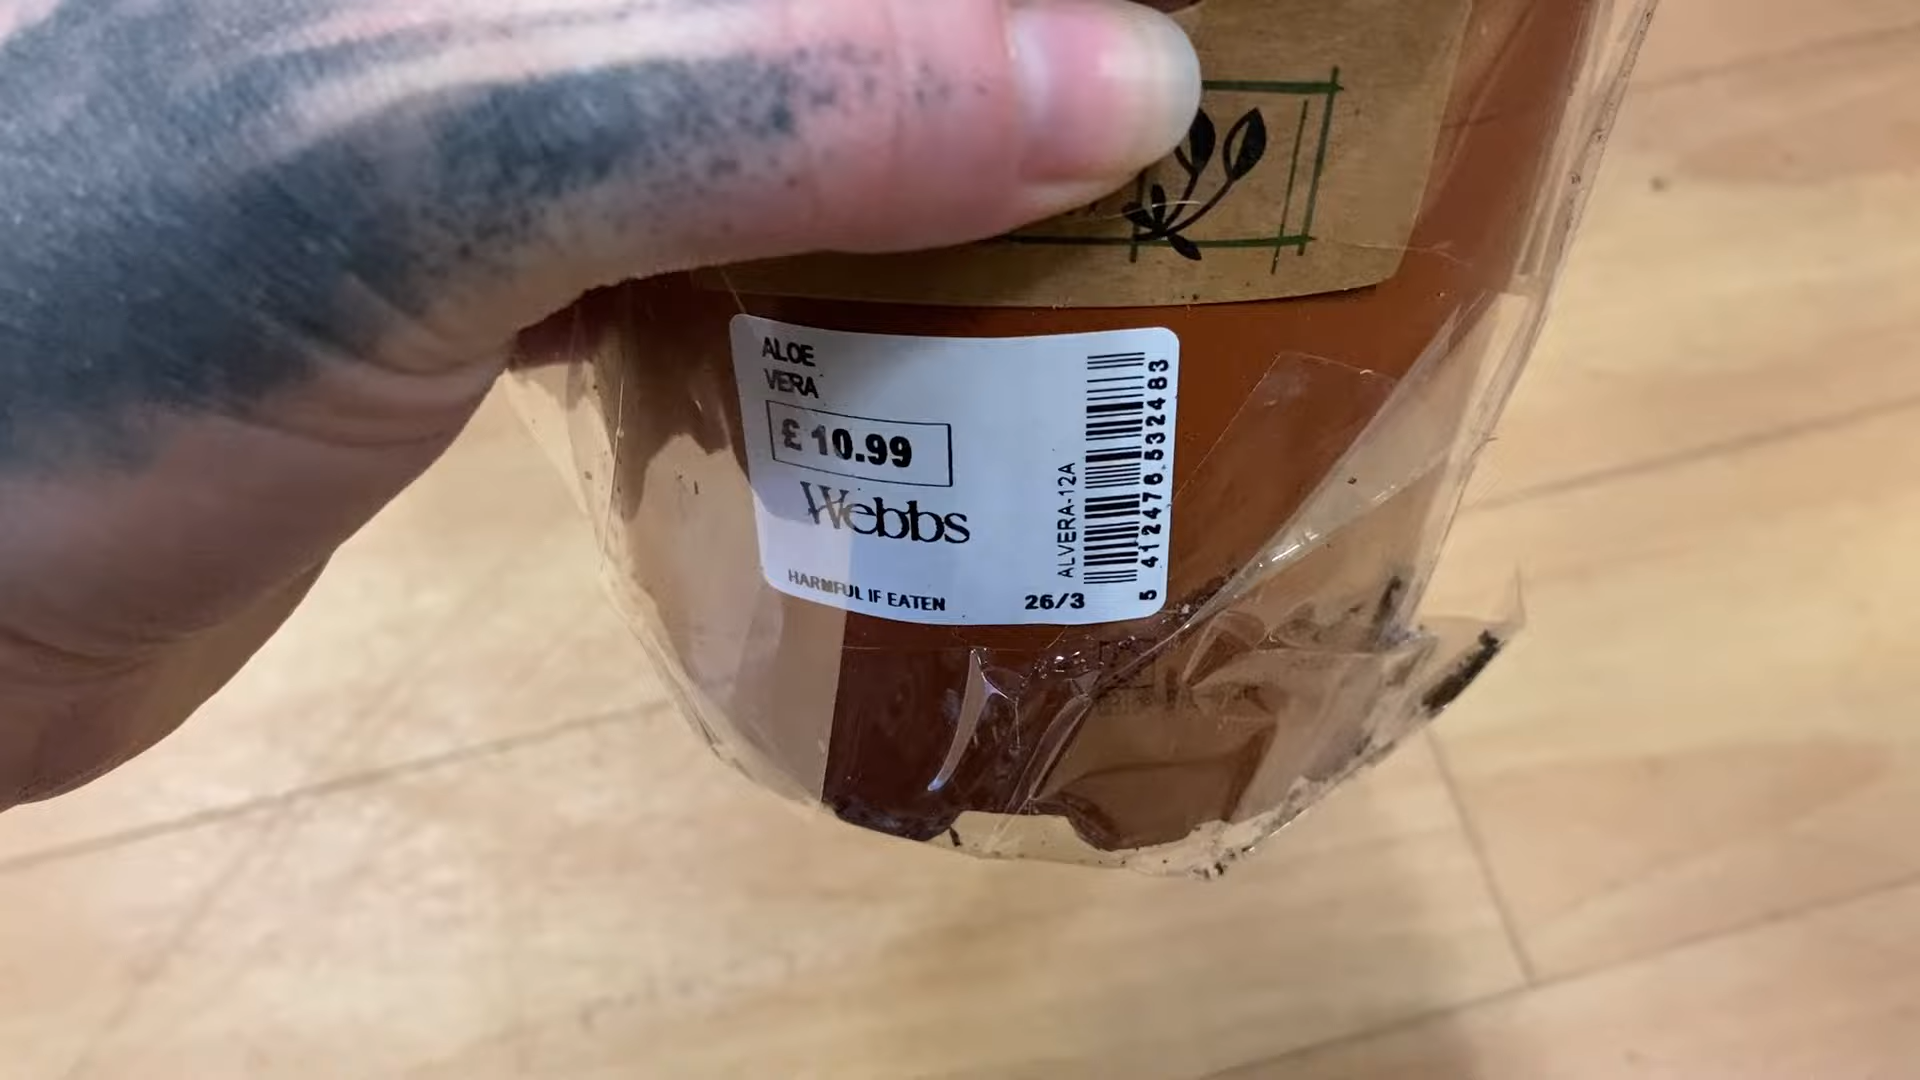 ALOE
VERA
£ 10.99
Webbs
HARMFUL IF EATEN
26/3
ALVERA-12A
5 412476 532483